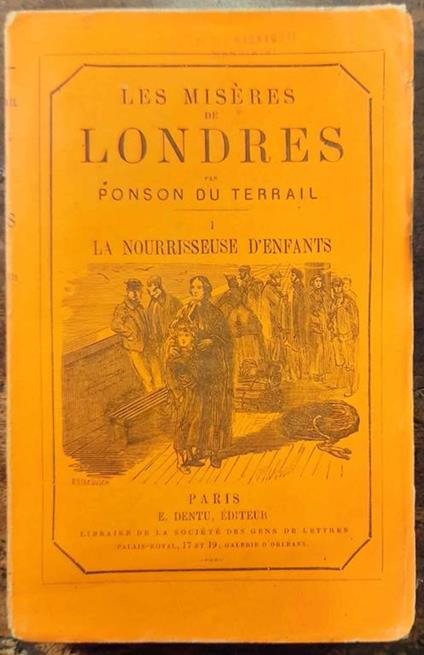 LES MISÈRES
DE
LONDRES
PAR
PONSON DU TERRAIL
I
LA NOURRISSEUSE D'ENFANTS
PARIS
E. DENTU, ÉDITEUR
LIBRAIRE DE LA SOCIÉTÉ DES GENS DE LETTRES
PALAIS-ROYAL, 17 ET 19, GALERIE D'ORLÉANS.